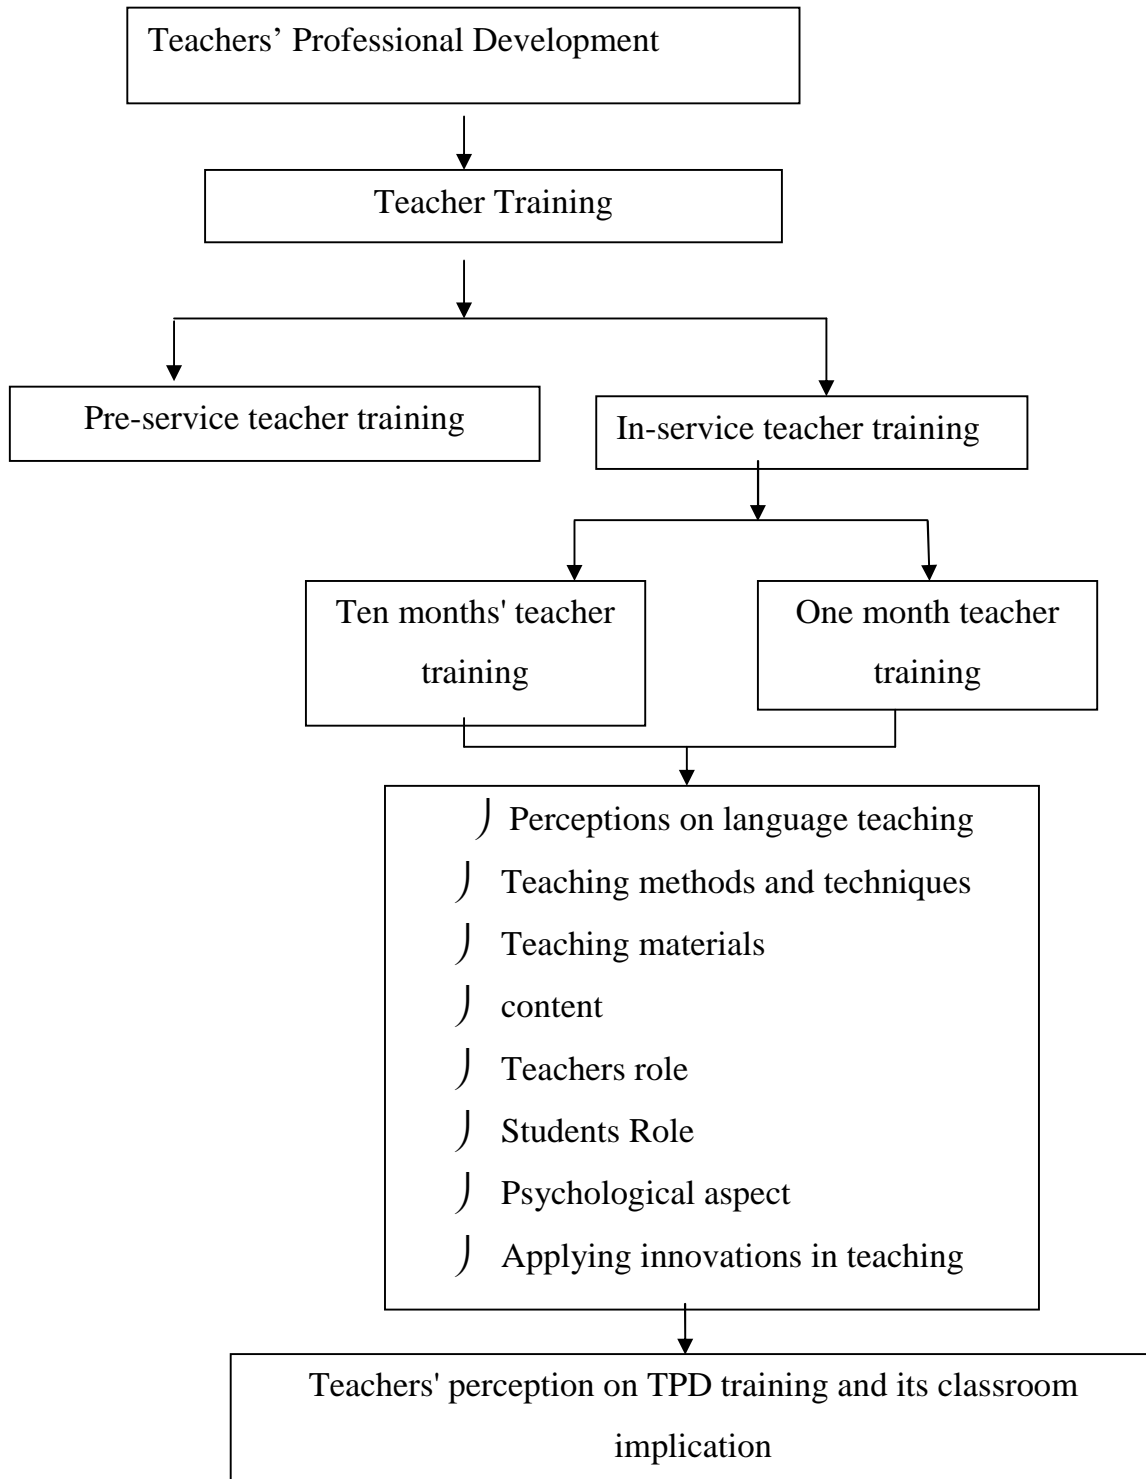 Teachers’ Professional Development
Teacher Training
Pre-service teacher training
In-service teacher training
Ten months' teacher
training
One month teacher
training
Perceptions on language teaching
Teaching methods and techniques
Teaching materials
content
Teachers role
Students Role
Psychological aspect
Applying innovations in teaching
Teachers' perception on TPD training and its classroom
implication